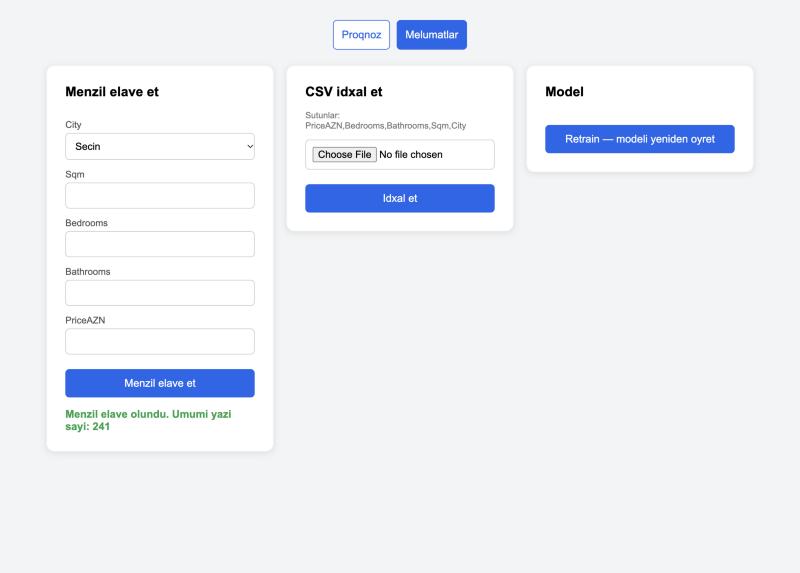 Proqnoz
Melumatlar
Menzil elave et
City
Secin
Sqm
Bedrooms
Bathrooms
PriceAZN
Menzil elave et
Menzil elave olundu. Umumi yazi
sayi: 241
CSV idxal et
Sutunlar:
PriceAZN,Bedrooms,Bathrooms,Sqm,City
Choose File No file chosen
Idxal et
Model
Retrain — modeli yeniden oyret